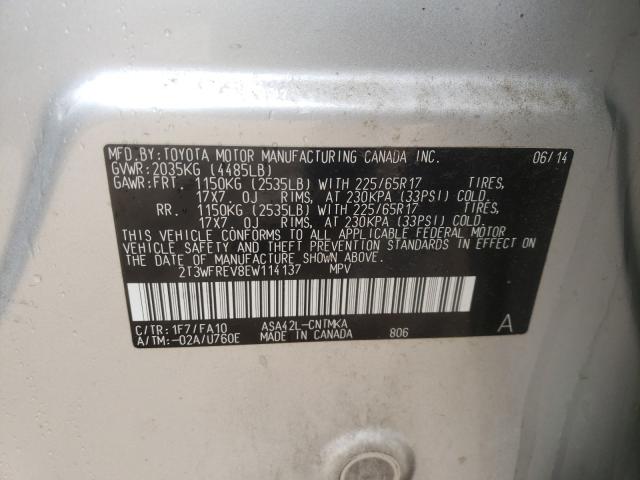 MFD.BY:TOYOTA MOTOR MANUFACTURING CANADA INC. 06/14
GVWR:2035KG (4485LB)
GAWR:FRT. 1150KG (2535LB) WITH 225/65R17 TIRES,
17X7.0J RIMS, AT 230KPA (33PSI) COLD.
RR. 1150KG (2535LB) WITH 225/65R17 TIRES,
17X7.0J RIMS, AT 230KPA (33PSI) COLD.
THIS VEHICLE CONFORMS TO ALL APPLICABLE FEDERAL MOTOR
VEHICLE SAFETY AND THEFT PREVENTION STANDARDS IN EFFECT ON
THE DATE OF MANUFACTURE SHOWN ABOVE.
2T3WFREV8EW114137 MPV
C/TR:1F7/FA10 ASA42L-CNTMKA
A/TM:-02A/U760E MADE IN CANADA 806 A